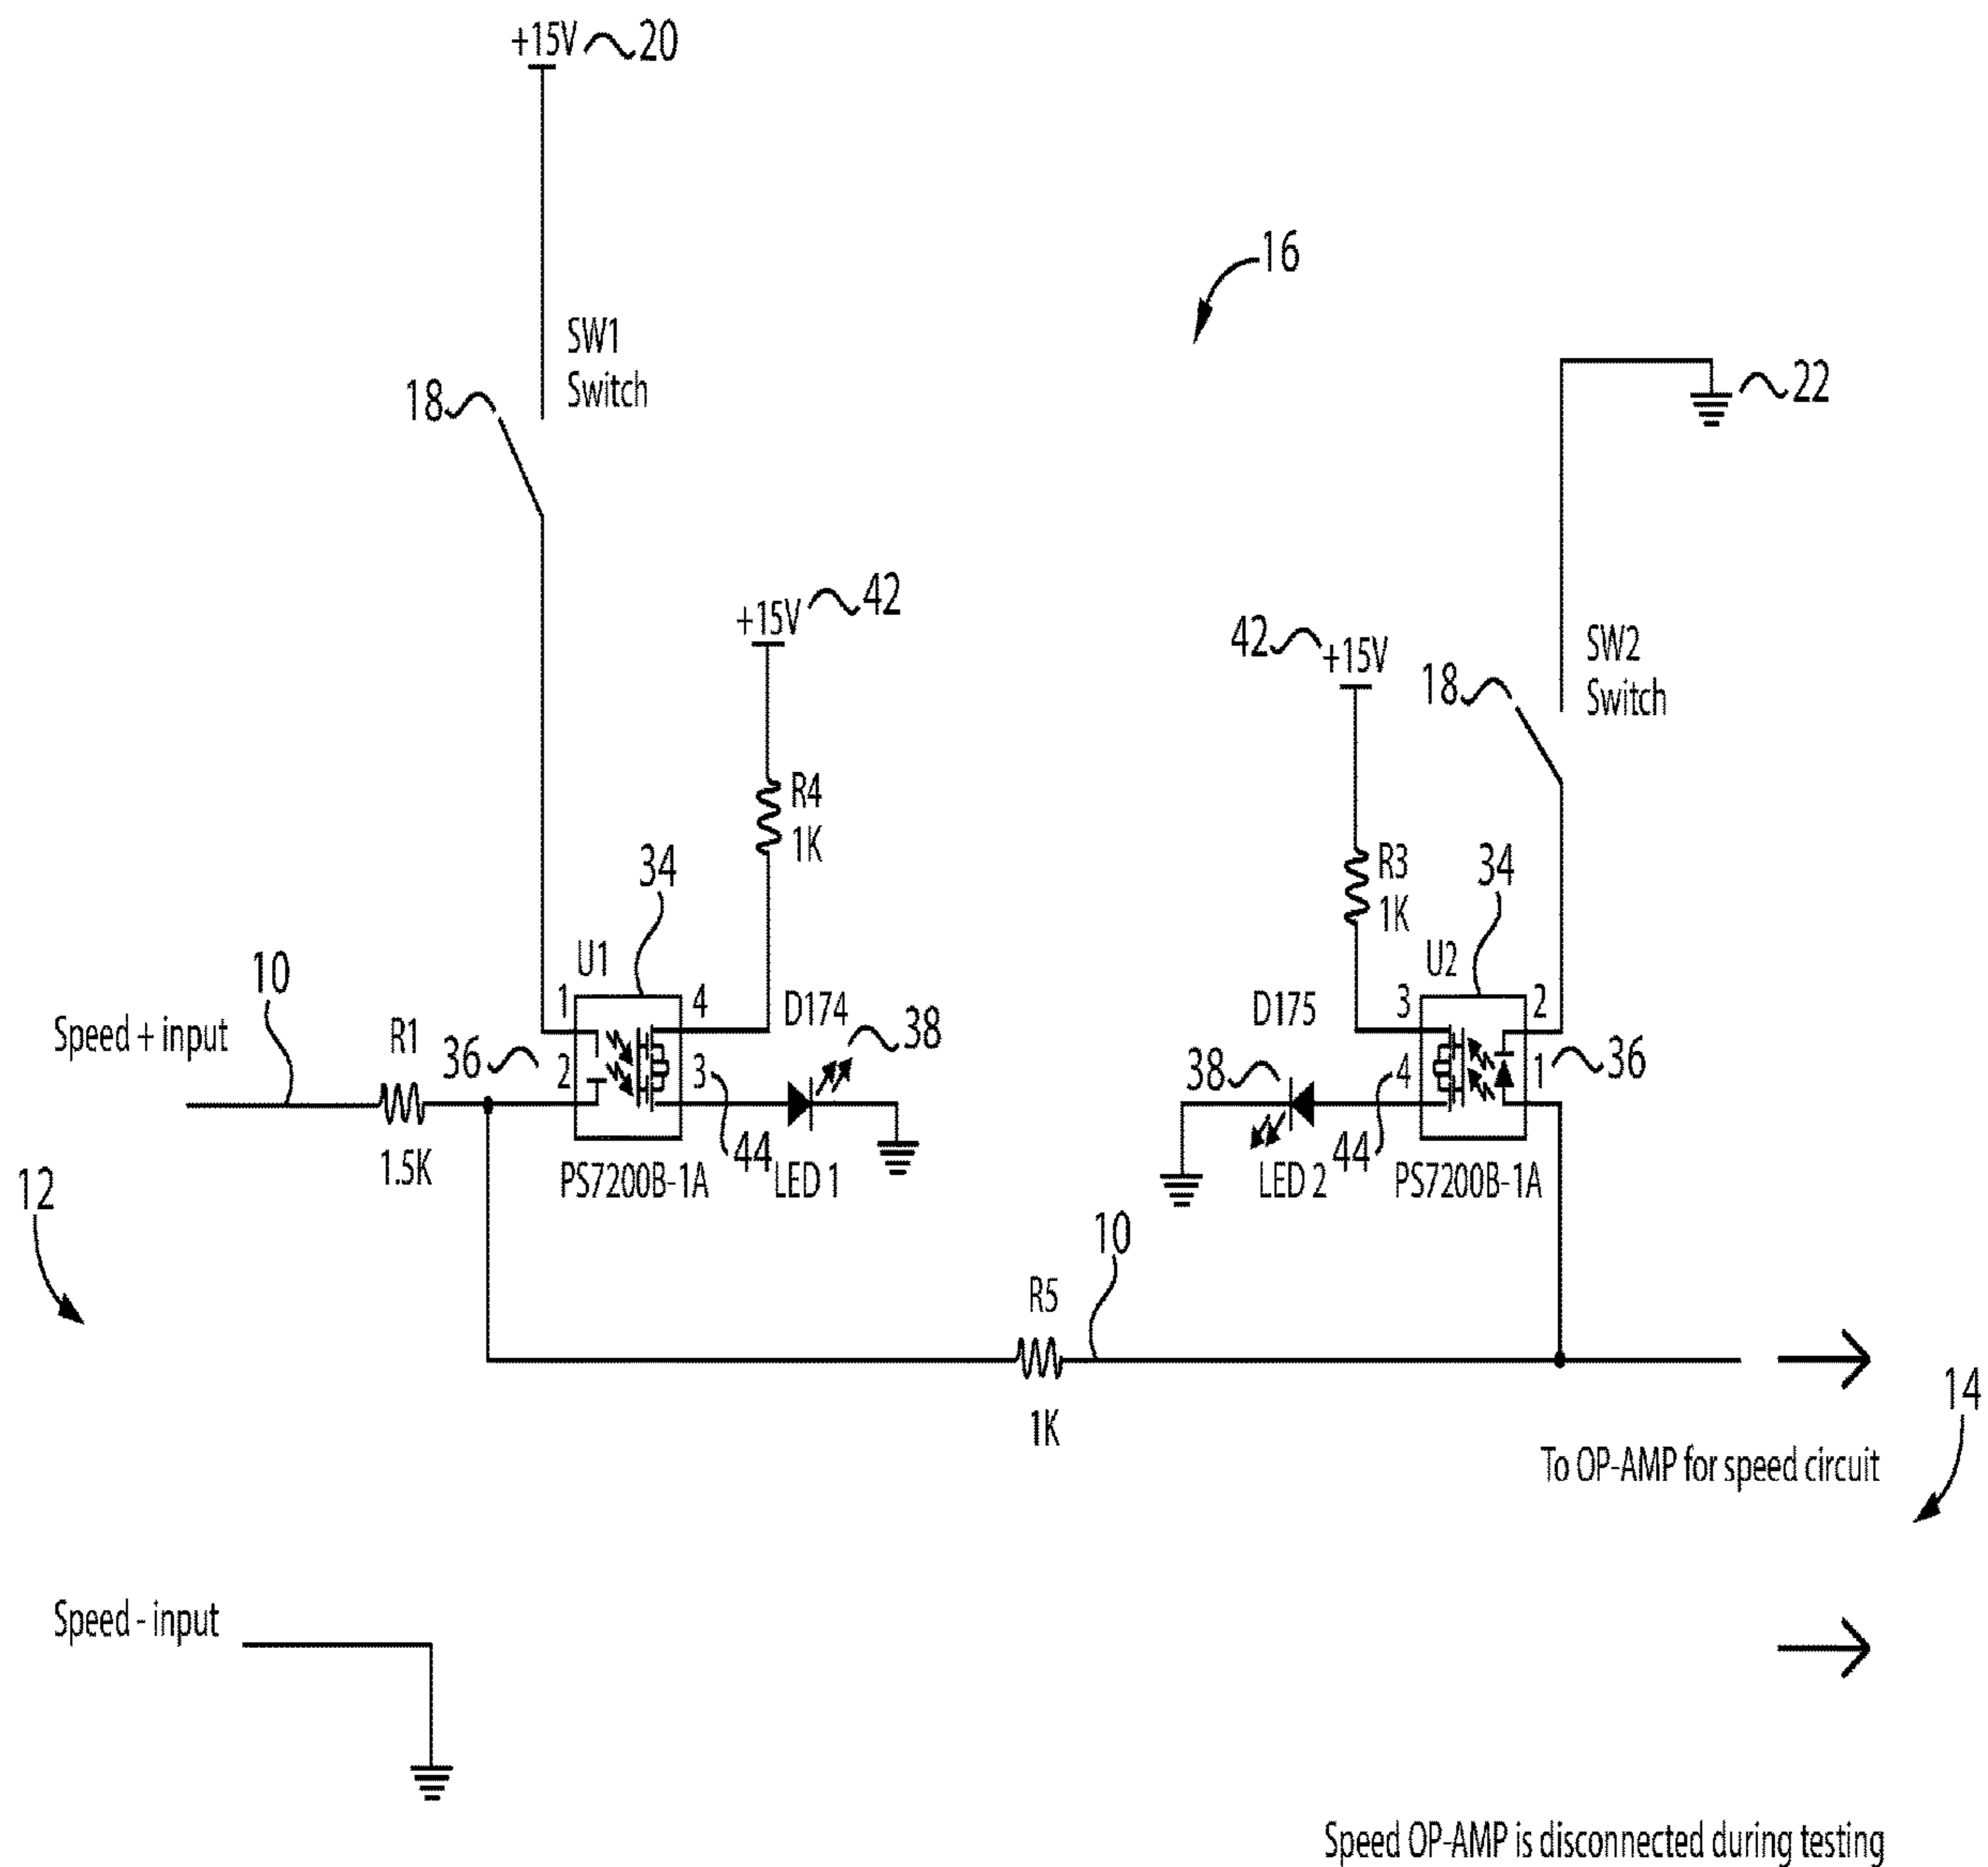 +15V 20
16
SW1
Switch
18
22
+15V 42
42 +15V
SW2
Switch
18
R4
1K
R3
1K
34
34
10
U1
U2
Speed + input
R1
1.5K
36
1
2
4
3
D174
38
D175
38
3
4
2
1
36
44
44
PS7200B-1A
LED 1
LED 2
PS7200B-1A
12
10
R5
1K
14
To OP-AMP for speed circuit
Speed - input
Speed OP-AMP is disconnected during testing